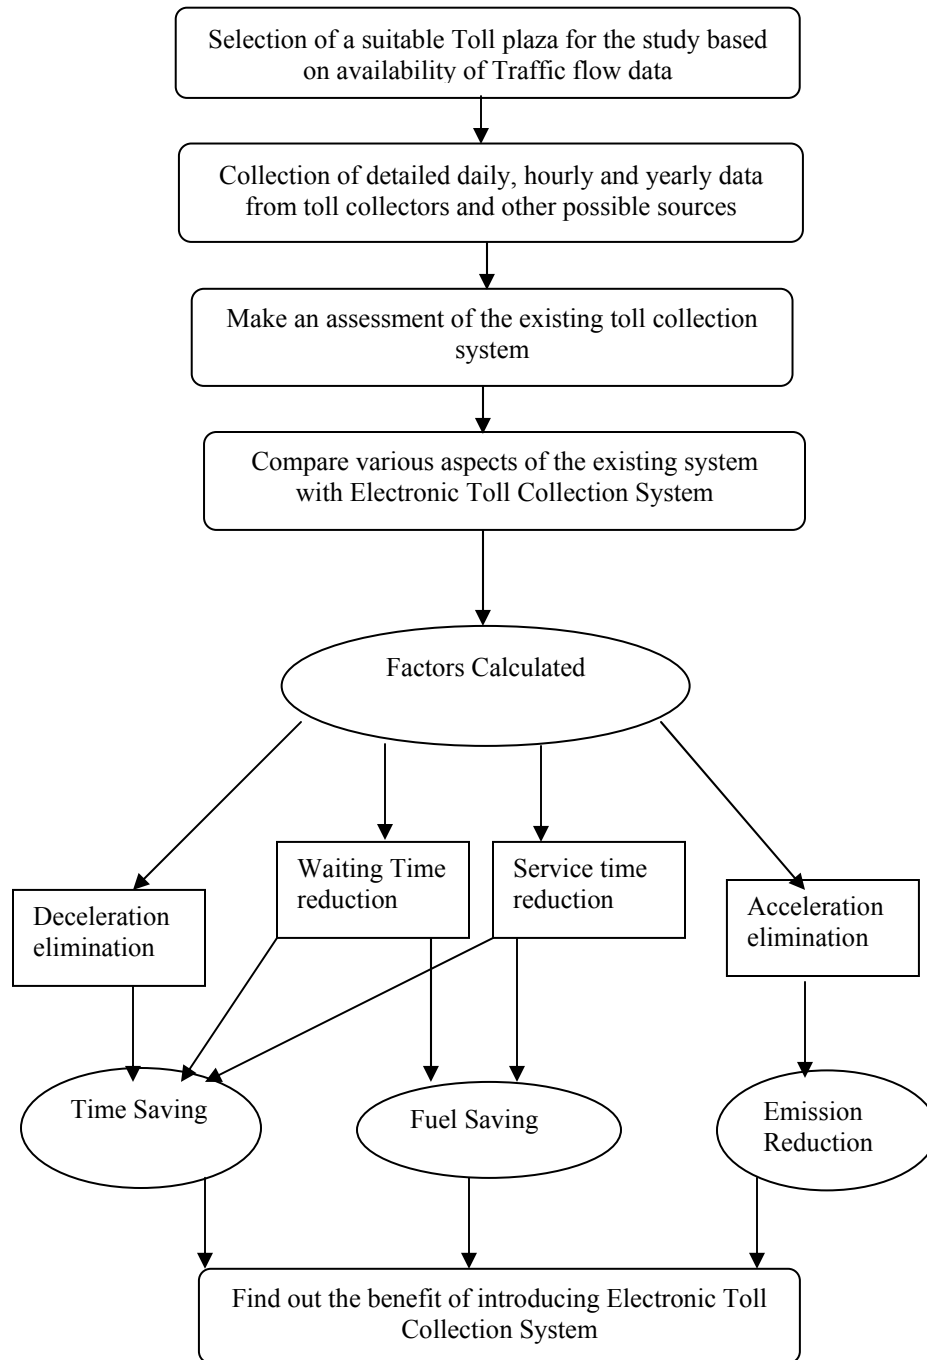 Selection of a suitable Toll plaza for the study based
on availability of Traffic flow data
Collection of detailed daily, hourly and yearly data
from toll collectors and other possible sources
Make an assessment of the existing toll collection
system
Compare various aspects of the existing system
with Electronic Toll Collection System
Factors Calculated
Deceleration
elimination
Waiting Time
reduction
Service time
reduction
Acceleration
elimination
Time Saving
Fuel Saving
Emission
Reduction
Find out the benefit of introducing Electronic Toll
Collection System